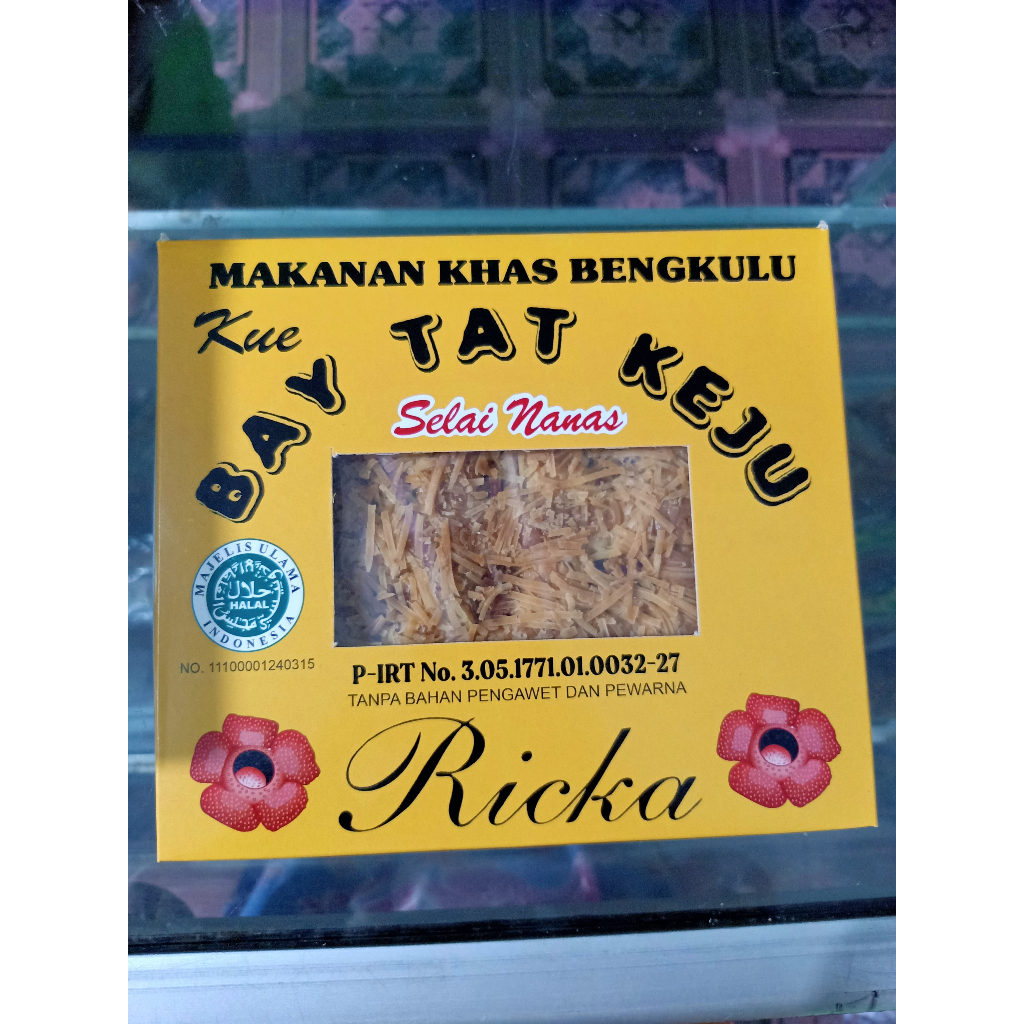 MAKANAN KHAS BENGKULU
Kue
BAY TAT KEJU
Selai Nanas
MAJELIS ULAMA
حلال
HALAL
INDONESIA
NO. 11100001240315
P-IRT No. 3.05.1771.01.0032-27
TANPA BAHAN PENGAWET DAN PEWARNA
Ricka